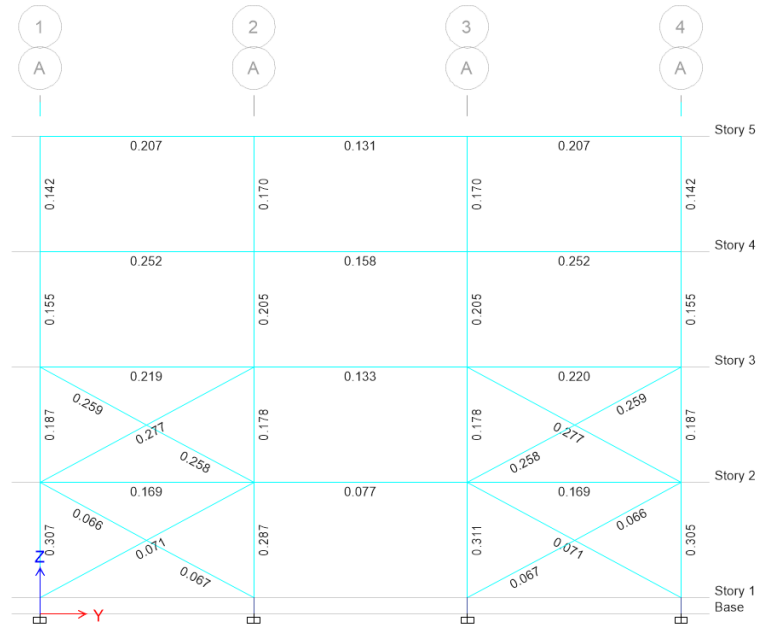 1 2 3 4
A A A A
Story 5
0.207 0.131 0.207
0.142 0.170 0.170 0.142
Story 4
0.252 0.158 0.252
0.155 0.205 0.205 0.155
Story 3
0.219 0.133 0.220
0.259 0.259
0.187 0.277 0.178 0.178 0.277 0.187
0.258 0.258
Story 2
0.169 0.077 0.169
0.066 0.066
0.307 0.071 0.287 0.311 0.071 0.305
0.067 0.067
Z
Story 1
Base
Y